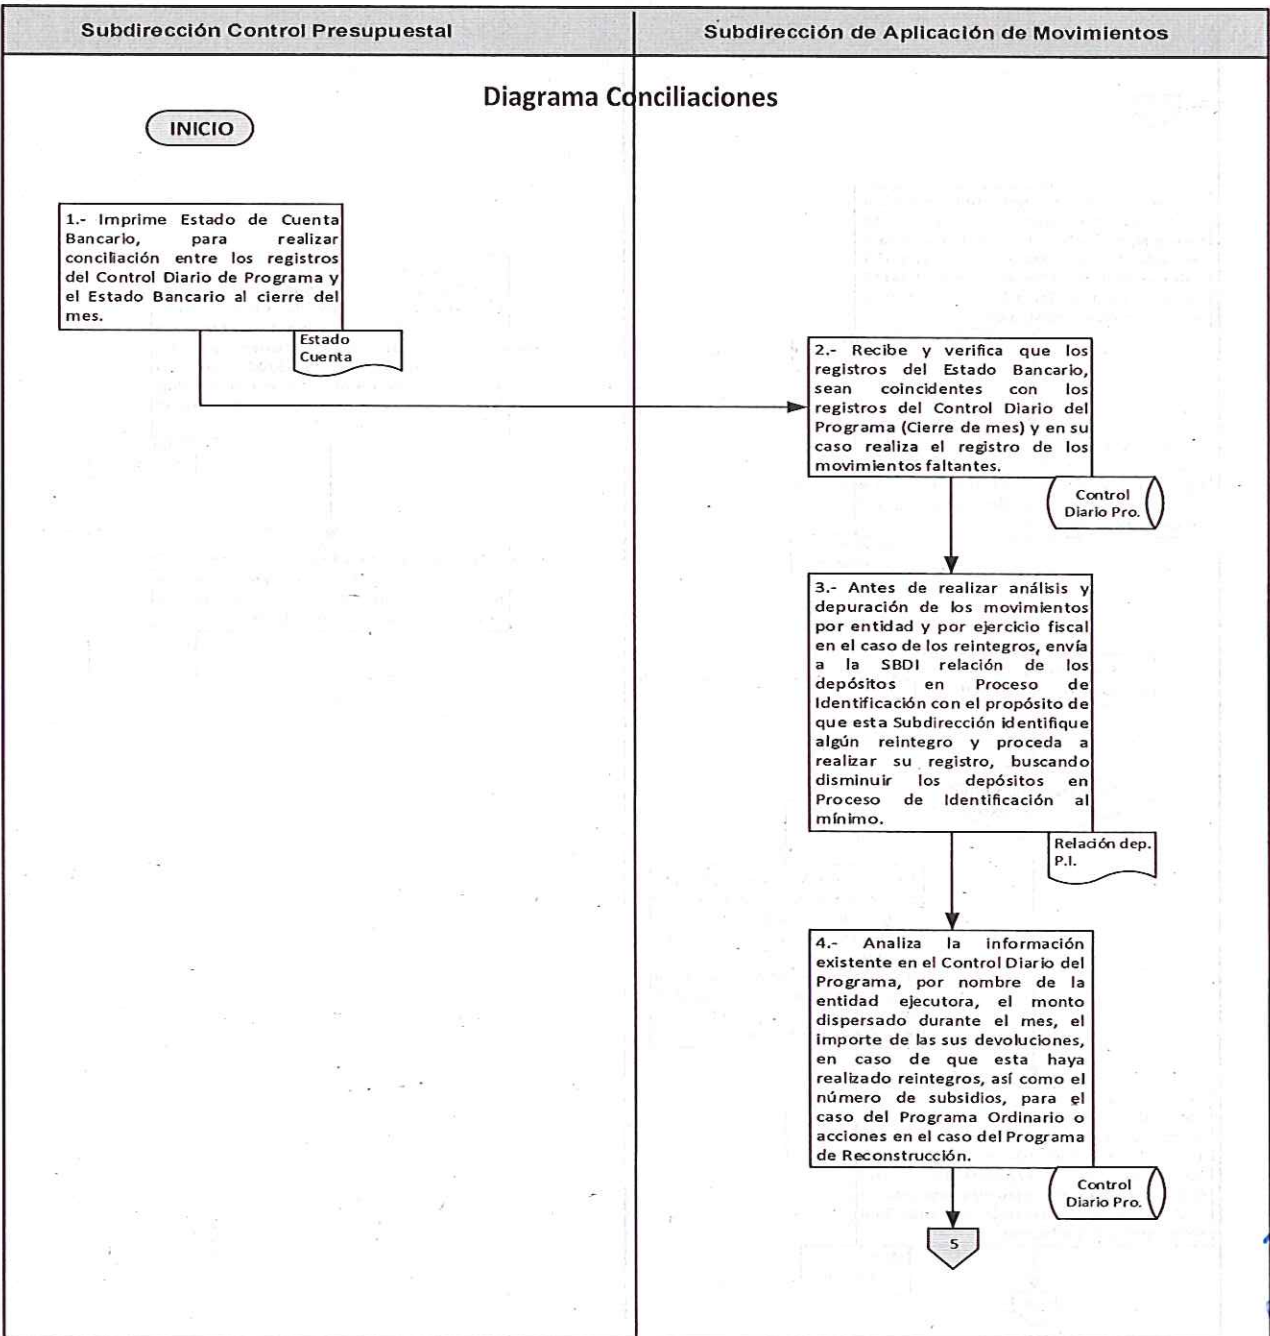 Subdirección Control Presupuestal
Subdirección de Aplicación de Movimientos
Diagrama Conciliaciones
INICIO
1.- Imprime Estado de Cuenta
Bancario, para realizar
conciliación entre los registros
del Control Diario de Programa y
el Estado Bancario al cierre del
mes.
Estado
Cuenta
2.- Recibe y verifica que los
registros del Estado Bancario,
sean coincidentes con los
registros del Control Diario del
Programa (Cierre de mes) y en su
caso realiza el registro de los
movimientos faltantes.
Control
Diario Pro.
3.- Antes de realizar análisis y
depuración de los movimientos
por entidad y por ejercicio fiscal
en el caso de los reintegros, envía
a la SBDI relación de los
depósitos en Proceso de
Identificación con el propósito de
que esta Subdirección identifique
algún reintegro y proceda a
realizar su registro, buscando
disminuir los depósitos en
Proceso de Identificación al
mínimo.
Relación dep.
P.I.
4.- Analiza la información
existente en el Control Diario del
Programa, por nombre de la
entidad ejecutora, el monto
dispersado durante el mes, el
importe de las sus devoluciones,
en caso de que esta haya
realizado reintegros, así como el
número de subsidios, para el
caso del Programa Ordinario o
acciones en el caso del Programa
de Reconstrucción.
Control
Diario Pro.
5